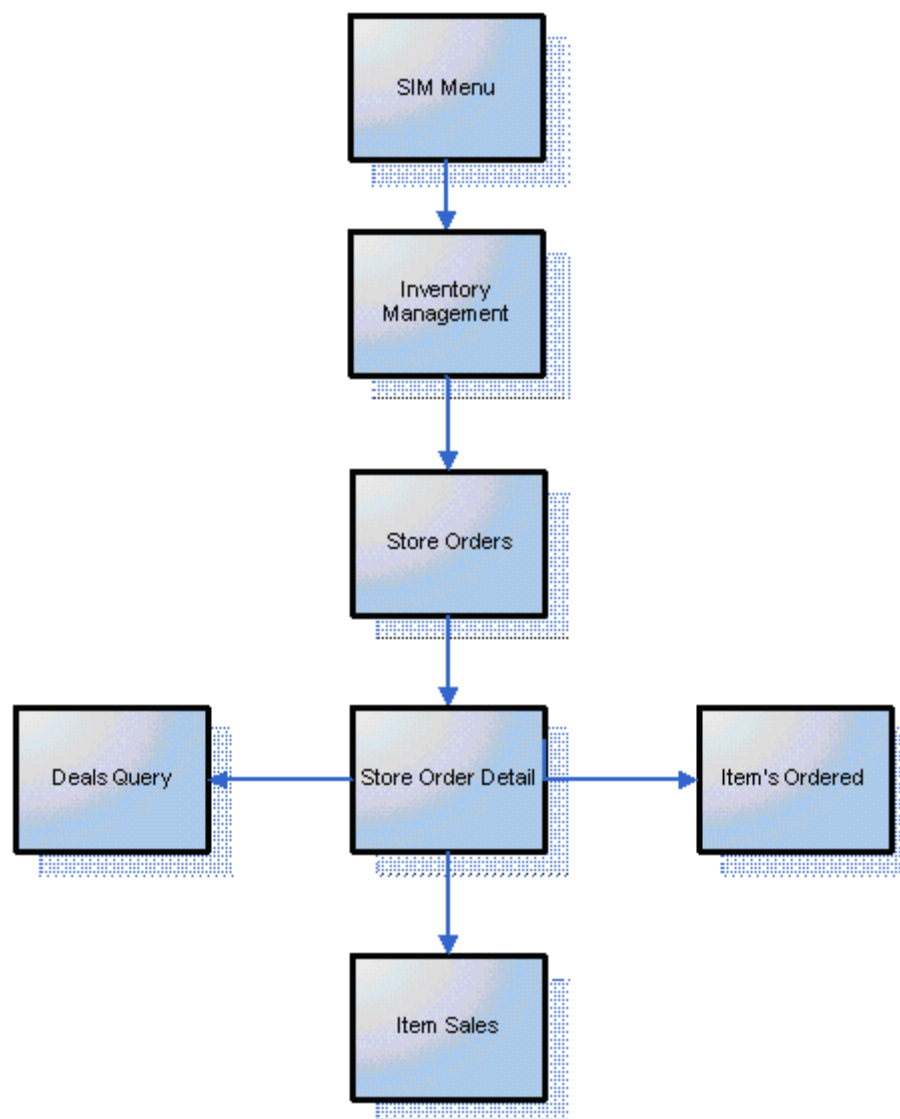 SIM Menu
Inventory
Management
Store Orders
Deals Query
Store Order Detail
Item's Ordered
Item Sales